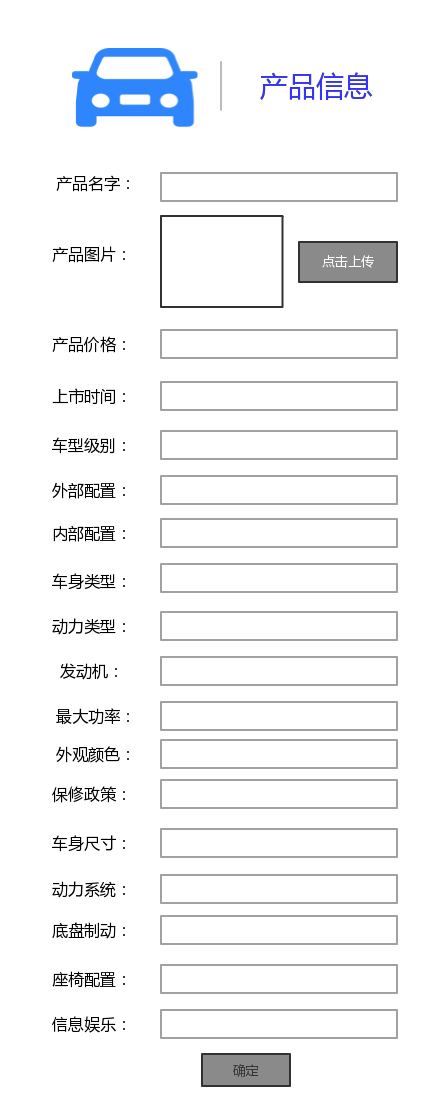 产品信息
产品名字：
产品图片：
点击上传
产品价格：
上市时间：
车型级别：
外部配置：
内部配置：
车身类型：
动力类型：
发动机：
最大功率：
外观颜色：
保修政策：
车身尺寸：
动力系统：
底盘制动：
座椅配置：
信息娱乐：
确定